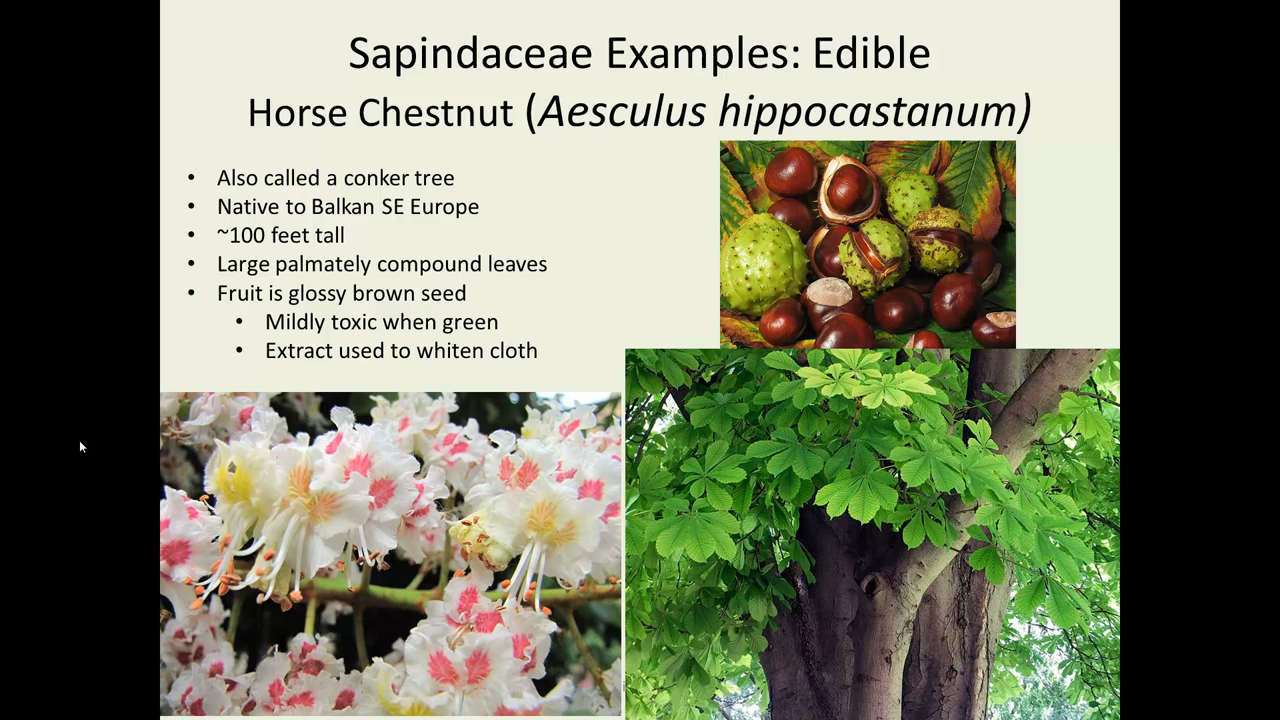 Sapindaceae Examples: Edible
Horse Chestnut (Aesculus hippocastanum)
• Also called a conker tree
• Native to Balkan SE Europe
• ~100 feet tall
• Large palmately compound leaves
• Fruit is glossy brown seed
• Mildly toxic when green
• Extract used to whiten cloth